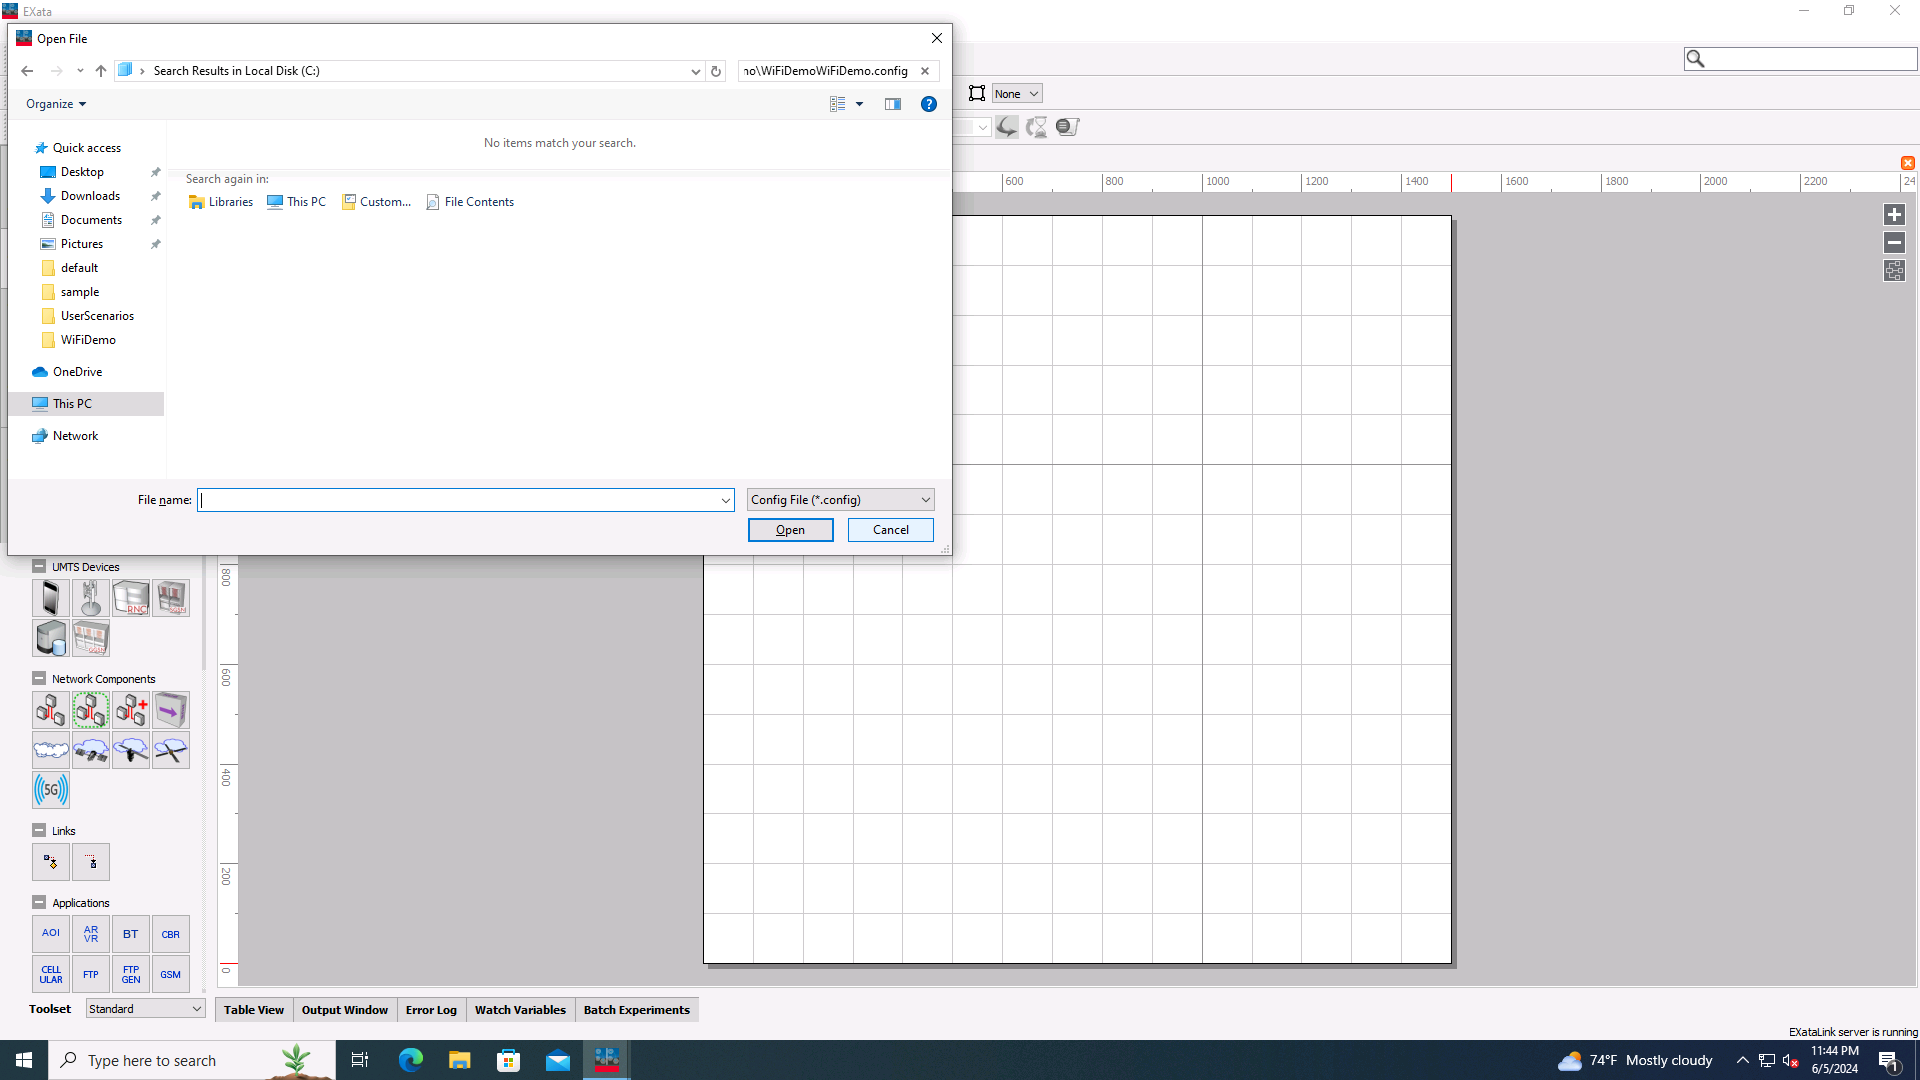 EXata
Open File
Search Results in Local Disk (C:)
no\WiFiDemoWiFiDemo.config
Organize
None
Quick access
No items match your search.
Desktop
Search again in:
Downloads
Libraries
This PC
Custom...
File Contents
Documents
Pictures
default
sample
UserScenarios
WiFiDemo
OneDrive
This PC
Network
File name:
Config File (*.config)
Open
Cancel
600
800
1000
1200
1400
1600
1800
2000
2200
24
UMTS Devices
RNC
SGSN
GGSN
Network Components
5G
Links
Applications
AOI
AR VR
BT
CBR
CELL ULAR
FTP
FTP GEN
GSM
800
600
400
200
0
Toolset
Standard
Table View
Output Window
Error Log
Watch Variables
Batch Experiments
EXataLink server is running
Type here to search
74°F Mostly cloudy
11:44 PM
6/5/2024
1